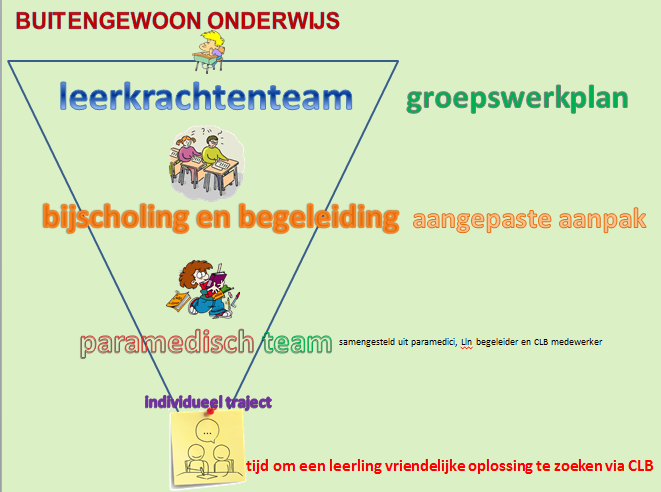 BUITENGEWOON ONDERWIJS
leerkrachtenteam
groepswerkplan
bijscholing en begeleiding
aangepaste aanpak
paramedisch team
samengesteld uit paramedici, Lln begeleider en CLB medewerker
individueel traject
tijd om een leerling vriendelijke oplossing te zoeken via CLB